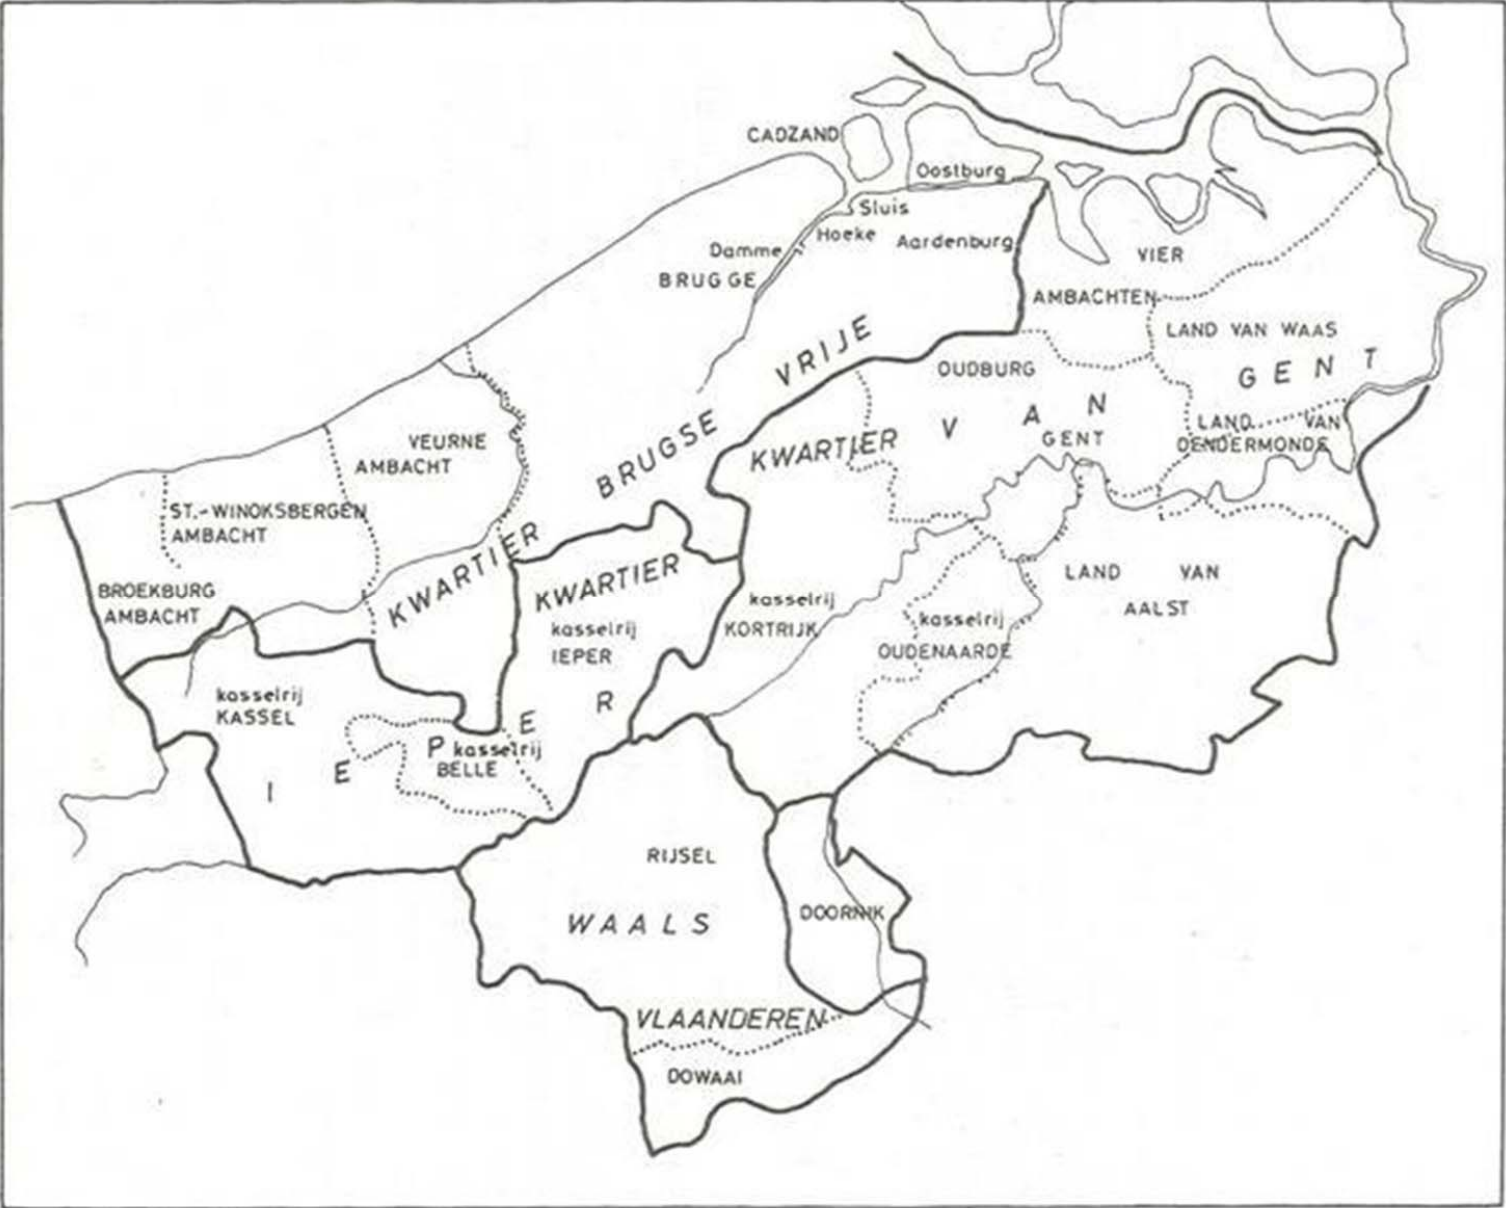 CADZAND
Oostburg
Sluis
Hoeke
Aardenburg
Damme
BRUGGE
VIER
AMBACHTEN
LAND VAN WAAS
KWARTIER BRUGSE VRIJE
OUDBURG
KWARTIER VAN GENT
GENT
LAND VAN
DENDERMONDE
VEURNE
AMBACHT
ST.-WINOKSBERGEN
AMBACHT
BROEKBURG
AMBACHT
KWARTIER
kasselrij
IEPER
kasselrij
KORTRIJK
kasselrij
OUDENAARDE
LAND VAN
AALST
kasselrij
KASSEL
IEPER
kasselrij
BELLE
RIJSEL
WAALS
DOORNIK
VLAANDEREN
DOWAAI